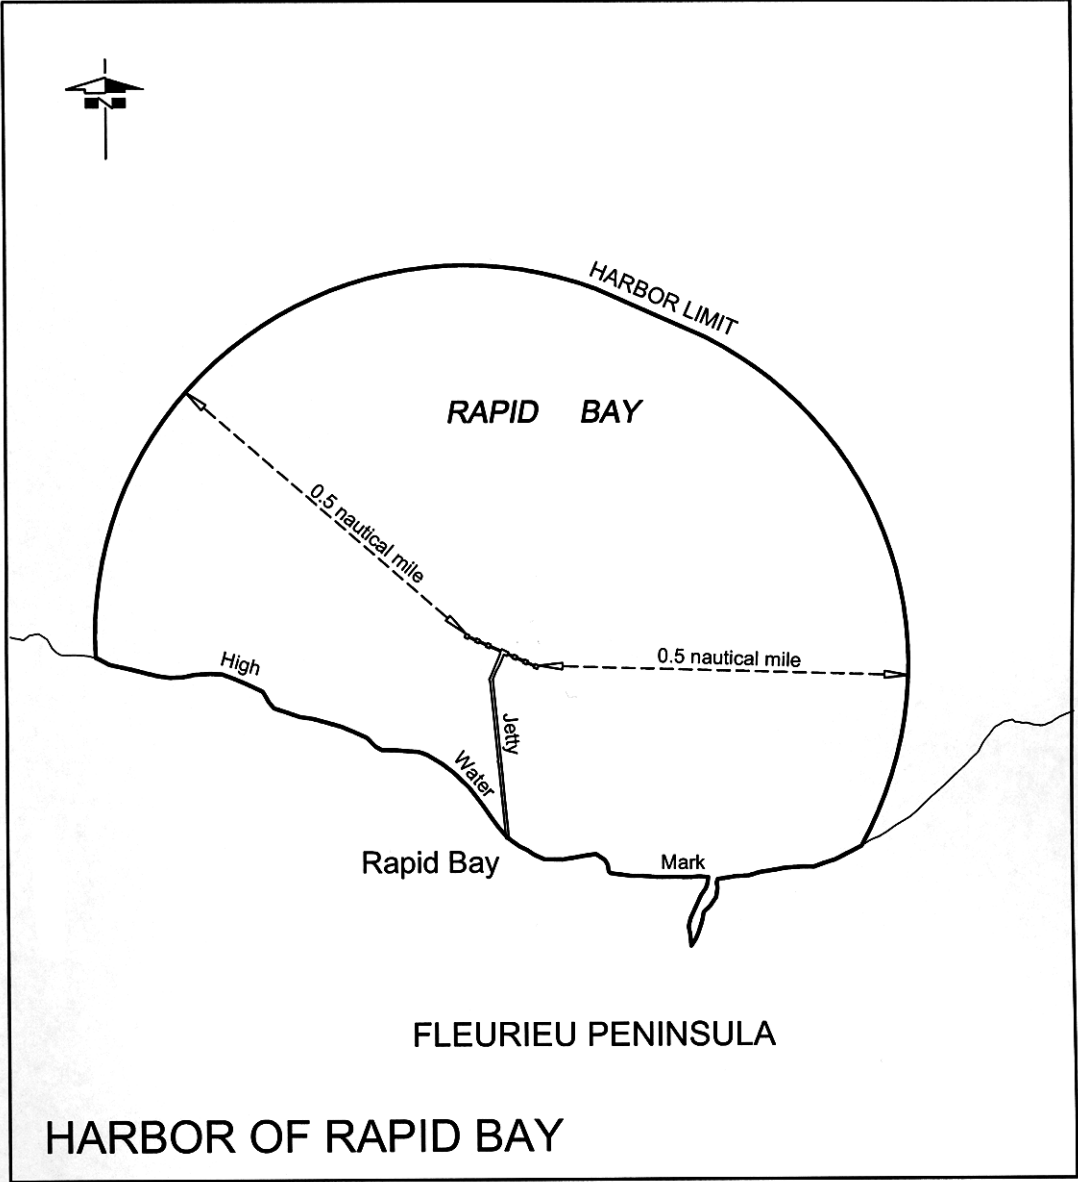 N
HARBOR LIMIT
RAPID BAY
0.5 nautical mile
0.5 nautical mile
High
Jetty
Water
Rapid Bay
Mark
FLEURIEU PENINSULA
HARBOR OF RAPID BAY